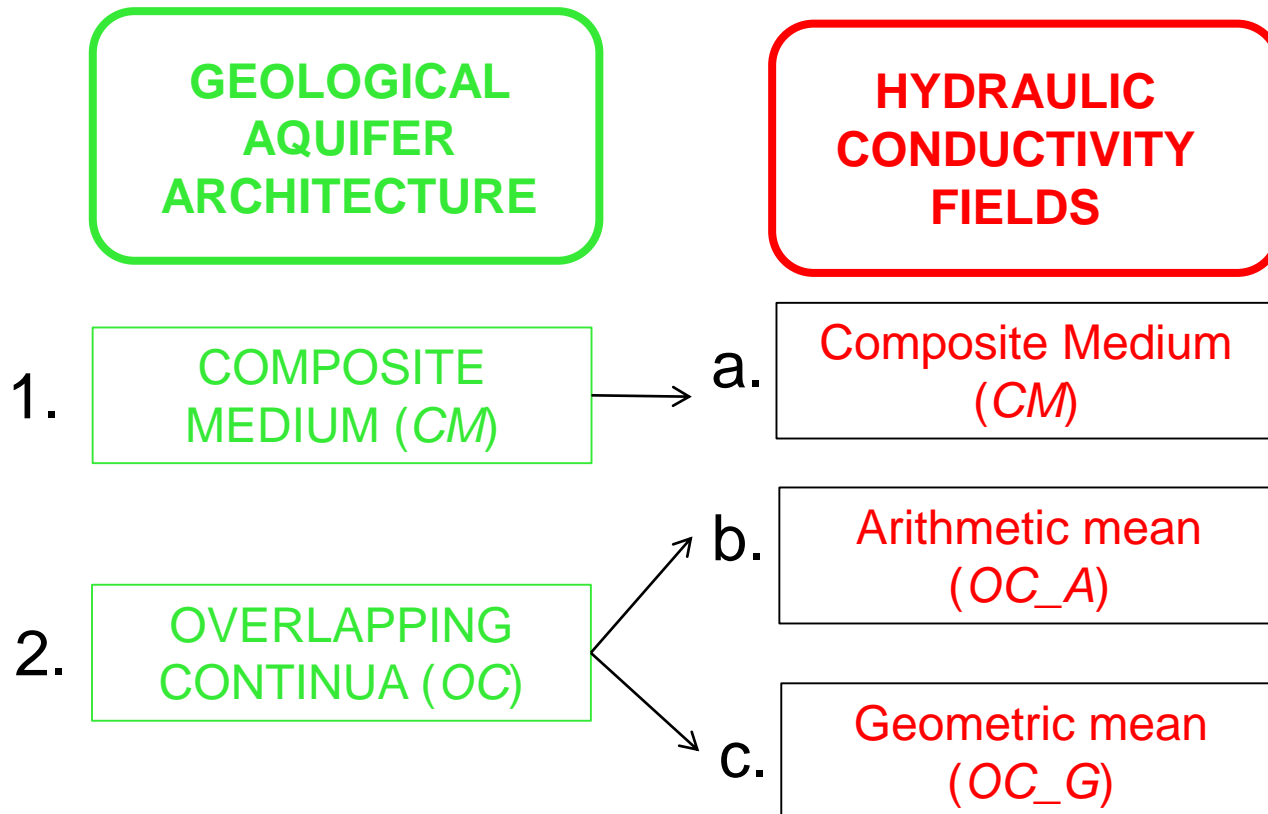 GEOLOGICAL
AQUIFER
ARCHITECTURE
HYDRAULIC
CONDUCTIVITY
FIELDS
1.
COMPOSITE
MEDIUM (CM)
a.
Composite Medium
(CM)
2.
OVERLAPPING
CONTINUA (OC)
b.
Arithmetic mean
(OC_A)
c.
Geometric mean
(OC_G)